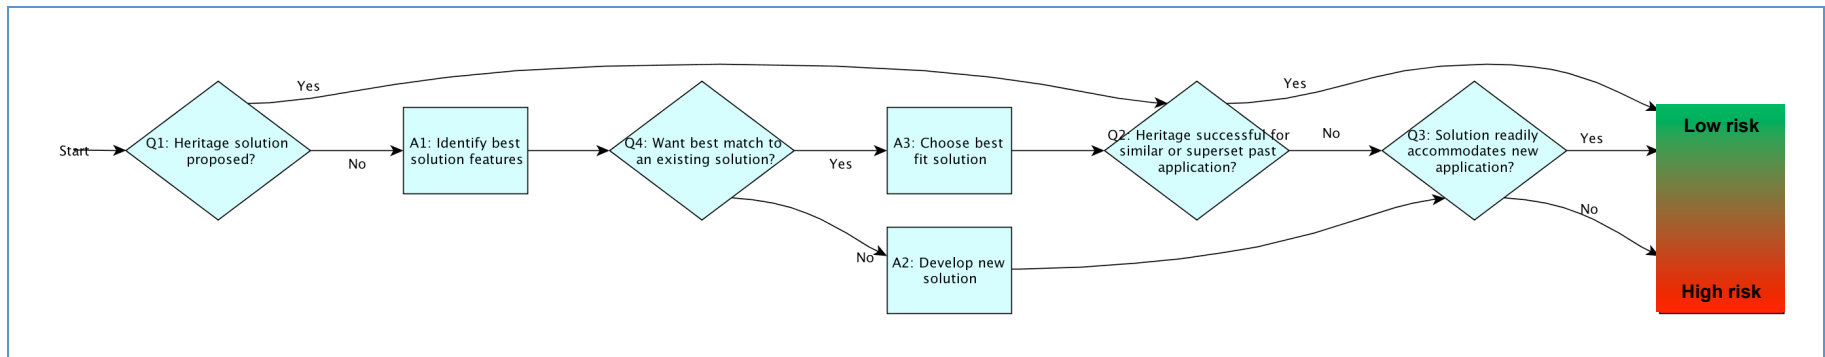 Start
Q1: Heritage solution
proposed?
Yes
No
A1: Identify best
solution features
Q4: Want best match to
an existing solution?
Yes
No
A3: Choose best
fit solution
A2: Develop new
solution
Q2: Heritage successful for
similar or superset past
application?
Yes
No
Q3: Solution readily
accommodates new
application?
Yes
No
Low risk
High risk